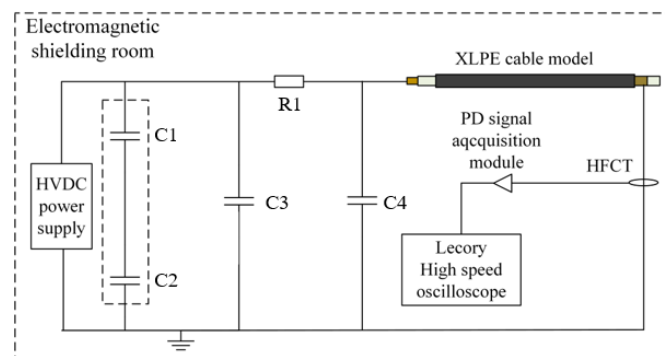 Electromagnetic
shielding room
XLPE cable model
R1
PD signal
aqcquisition
module
HFCT
C1
HVDC
power
supply
C3
C4
Lecory
High speed
oscilloscope
C2